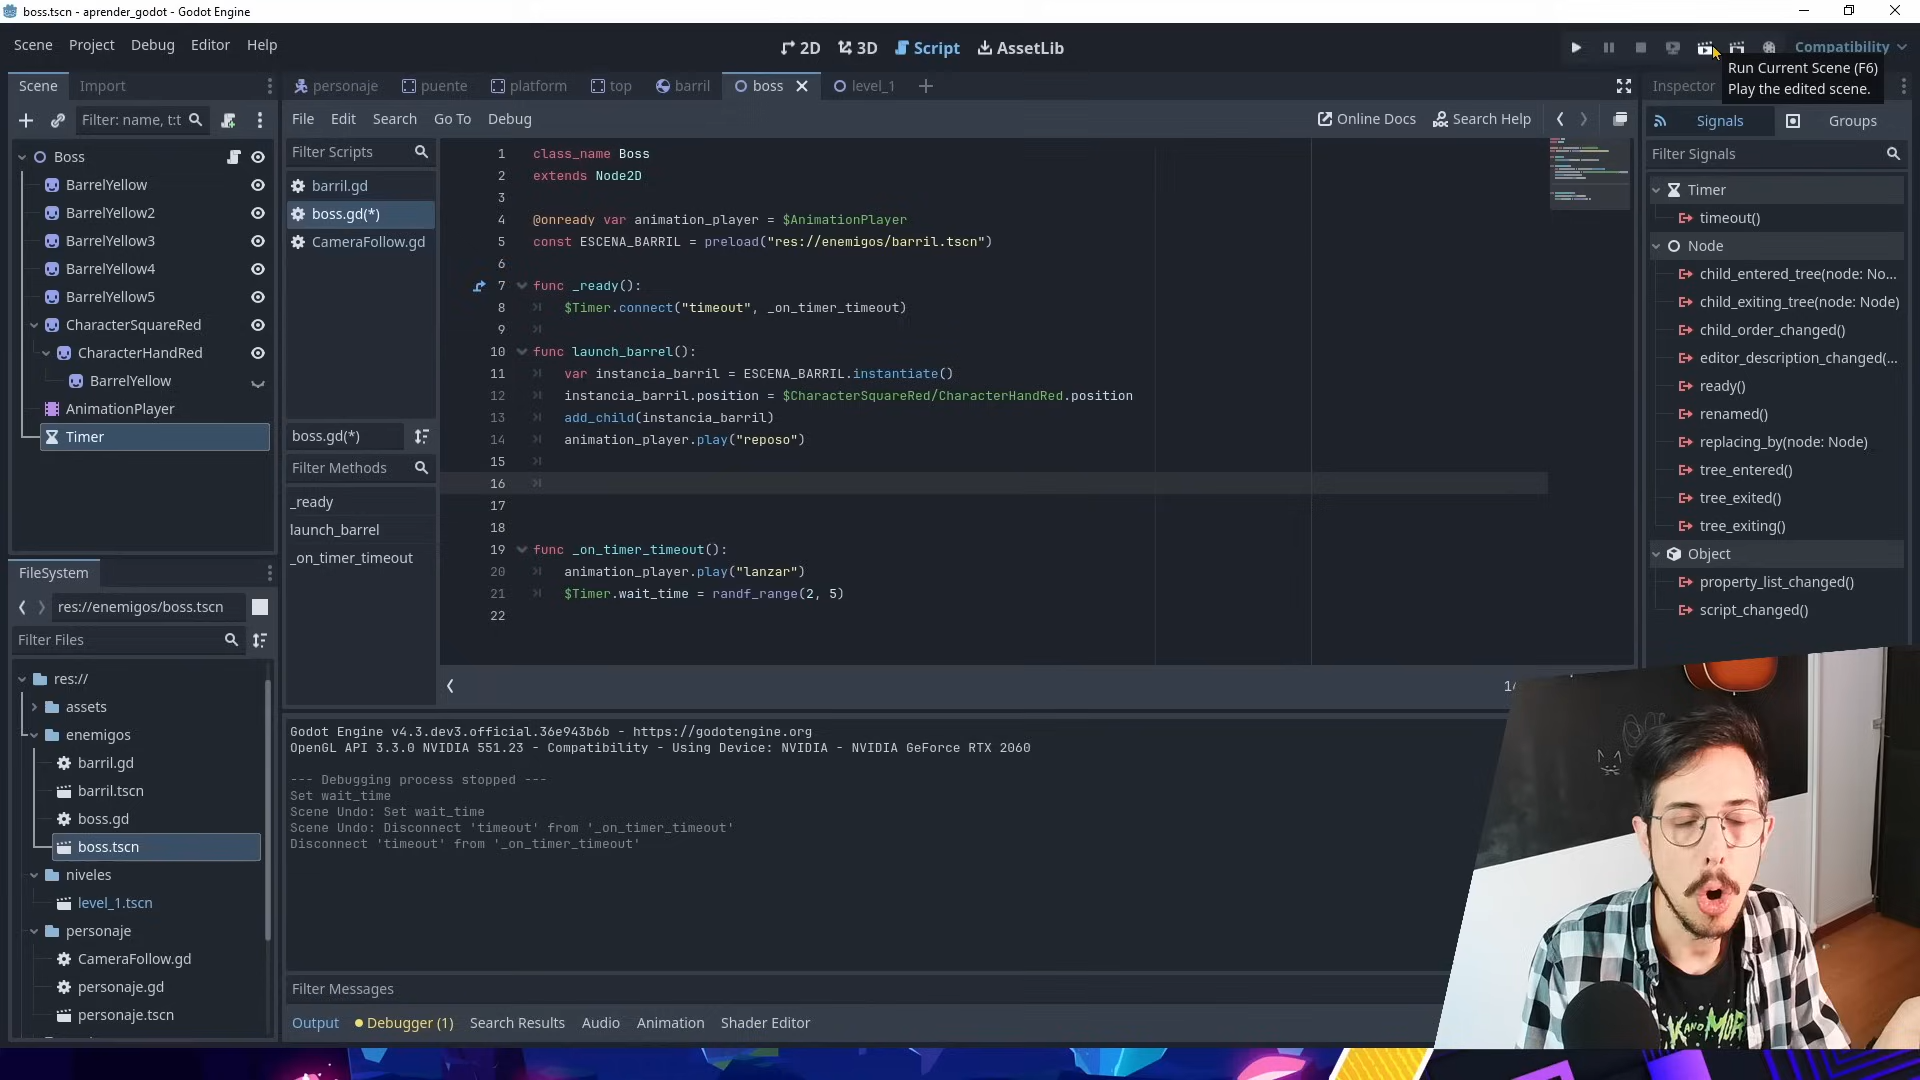 boss.tscn - aprender_godot - Godot Engine
Scene Project Debug Editor Help
2D 3D Script AssetLib
Compatibility
Run Current Scene (F6)
Play the edited scene.
Scene Import
personaje puente platform top barril boss level_1
Inspector
Filter: name, t:t
File Edit Search Go To Debug
Online Docs Search Help
Signals Groups
Filter Signals
Boss
BarrelYellow
BarrelYellow2
BarrelYellow3
BarrelYellow4
BarrelYellow5
CharacterSquareRed
CharacterHandRed
BarrelYellow
AnimationPlayer
Timer
Filter Scripts
barril.gd
boss.gd(*)
CameraFollow.gd
boss.gd(*)
Filter Methods
_ready
launch_barrel
_on_timer_timeout
1 class_name Boss
2 extends Node2D
3
4 @onready var animation_player = $AnimationPlayer
5 const ESCENA_BARRIL = preload("res://enemigos/barril.tscn")
6
7 func _ready():
8 $Timer.connect("timeout", _on_timer_timeout)
9
10 func launch_barrel():
11 var instancia_barril = ESCENA_BARRIL.instantiate()
12 instancia_barril.position = $CharacterSquareRed/CharacterHandRed.position
13 add_child(instancia_barril)
14 animation_player.play("reposo")
15
16
17
18
19 func _on_timer_timeout():
20 animation_player.play("lanzar")
21 $Timer.wait_time = randf_range(2, 5)
22
Timer
timeout()
Node
child_entered_tree(node: No...
child_exiting_tree(node: Node)
child_order_changed()
editor_description_changed(...
ready()
renamed()
replacing_by(node: Node)
tree_entered()
tree_exited()
tree_exiting()
Object
property_list_changed()
script_changed()
FileSystem
res://enemigos/boss.tscn
Filter Files
res://
assets
enemigos
barril.gd
barril.tscn
boss.gd
boss.tscn
niveles
level_1.tscn
personaje
CameraFollow.gd
personaje.gd
personaje.tscn
Godot Engine v4.3.dev3.official.36e943b6b - https://godotengine.org
OpenGL API 3.3.0 NVIDIA 551.23 - Compatibility - Using Device: NVIDIA - NVIDIA GeForce RTX 2060
--- Debugging process stopped ---
Set wait_time
Scene Undo: Set wait_time
Scene Undo: Disconnect 'timeout' from '_on_timer_timeout'
Disconnect 'timeout' from '_on_timer_timeout'
Filter Messages
Output Debugger (1) Search Results Audio Animation Shader Editor